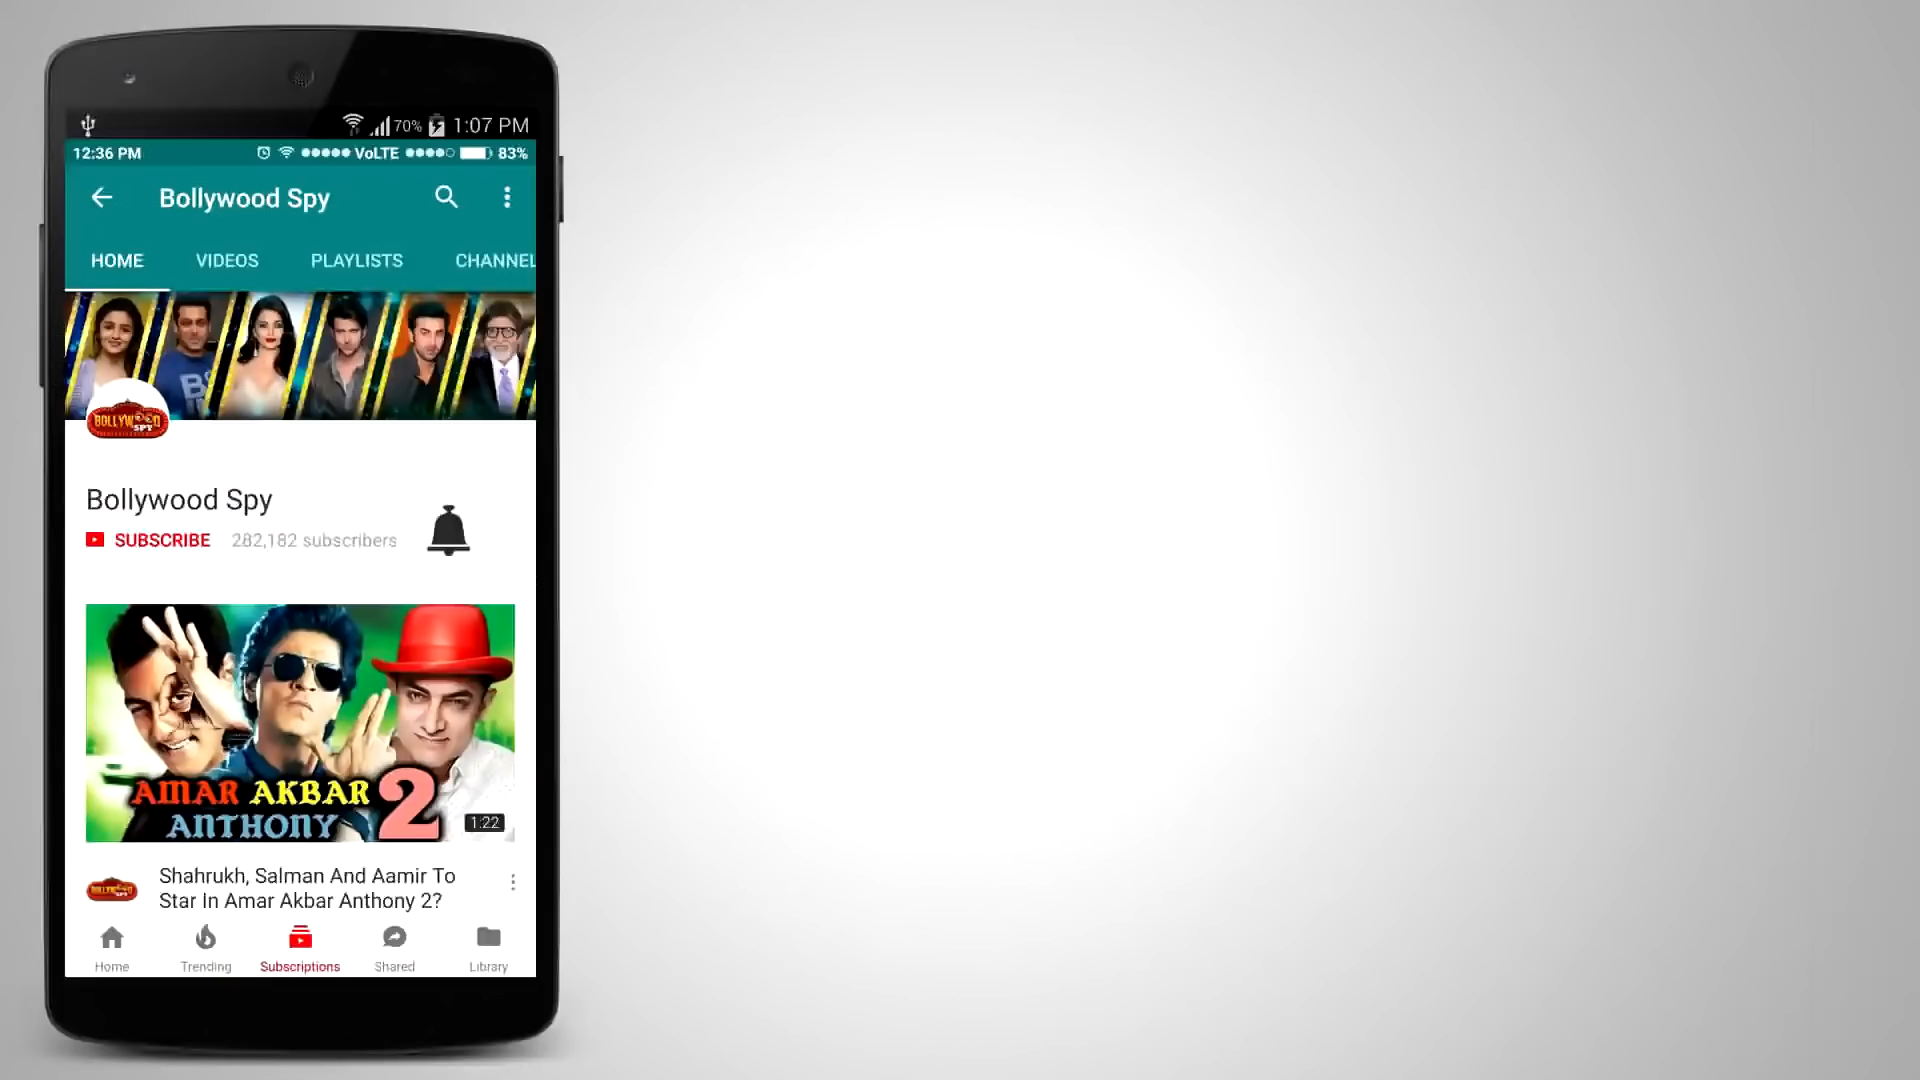 70% 1:07 PM
12:36 PM VoLTE 83%
Bollywood Spy
HOME VIDEOS PLAYLISTS CHANNEL
BOLLYWOOD
SPY
Bollywood Spy
SUBSCRIBE 282,182 subscribers
AMAR AKBAR
ANTHONY 2
1:22
Shahrukh, Salman And Aamir To
Star In Amar Akbar Anthony 2?
Home Trending Subscriptions Shared Library